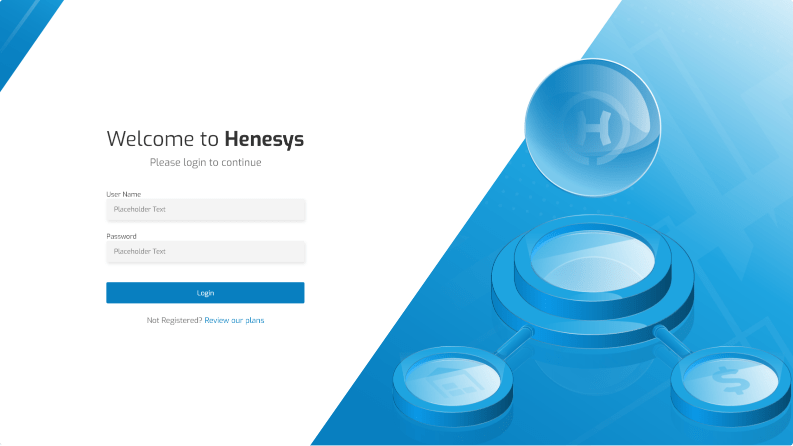 Welcome to Henesys
Please login to continue
User Name
Placeholder Text
Password
Placeholder Text
Login
Not Registered? Review our plans
H
$